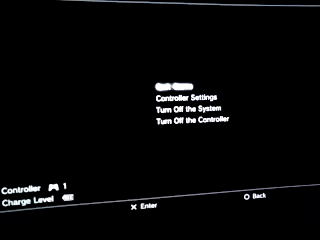 Controller Settings
Turn Off the System
Turn Off the Controller
Controller 1
Charge Level
Enter
Back